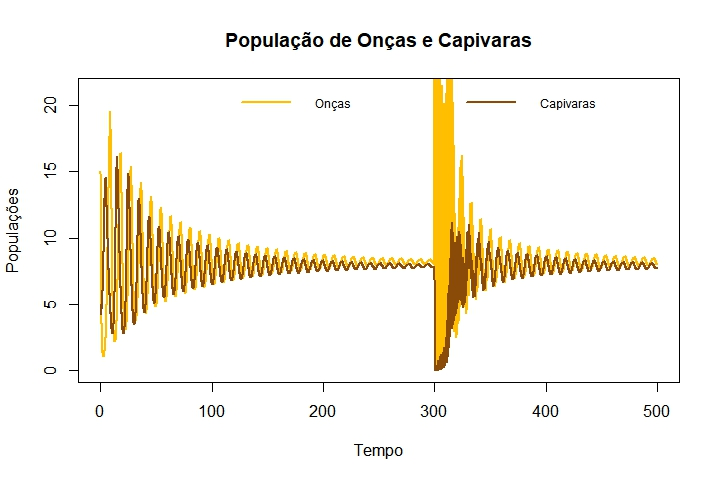 População de Onças e Capivaras
Onças
Capivaras
Populações
20
15
10
5
0
0 100 200 300 400 500
Tempo